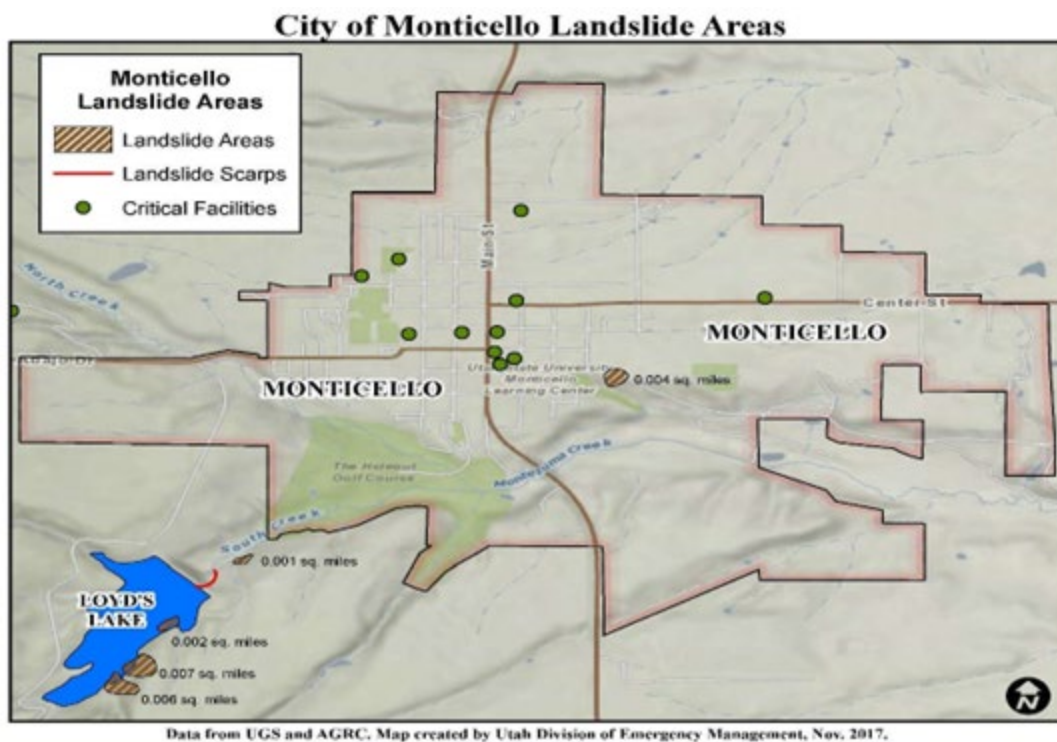 City of Monticello Landslide Areas
Monticello
Landslide Areas
Landslide Areas
Landslide Scarps
Critical Facilities
North Creek
Main St
Center St
MONTICELLO
Dr
MONTICELLO
Utah State University
Monticello
Learning Center
0.004 sq. miles
The Hideout
Golf Course
Montezuma Creek
South Creek
0.001 sq. miles
LOYD'S
LAKE
0.002 sq. miles
0.007 sq. miles
0.006 sq. miles
N
Data from UGS and AGRC. Map created by Utah Division of Emergency Management, Nov. 2017.